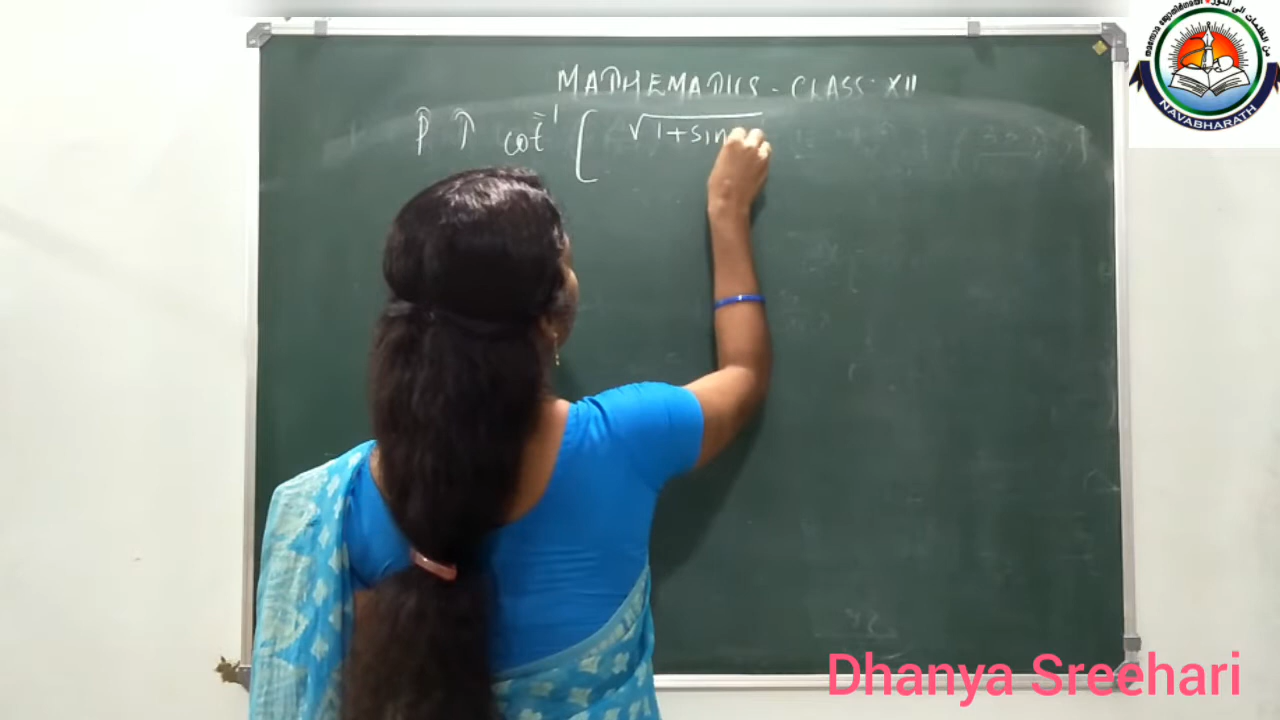 MATHEMATICS - CLASS XII
P T cot⁻¹ [ √1+sin
NAVABHARATH
Dhanya Sreehari